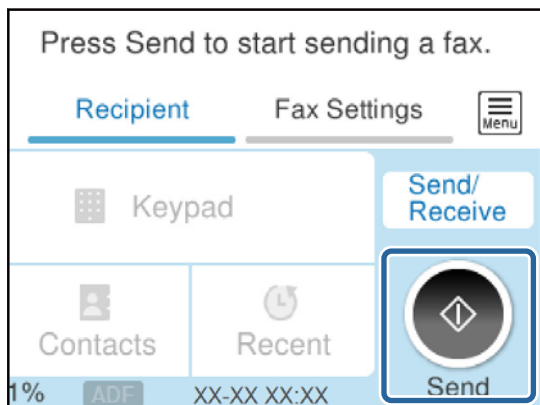 Press Send to start sending a fax.
Recipient
Fax Settings
Menu
Keypad
Send/
Receive
Contacts
Recent
Send
1%
ADF
XX-XX XX:XX